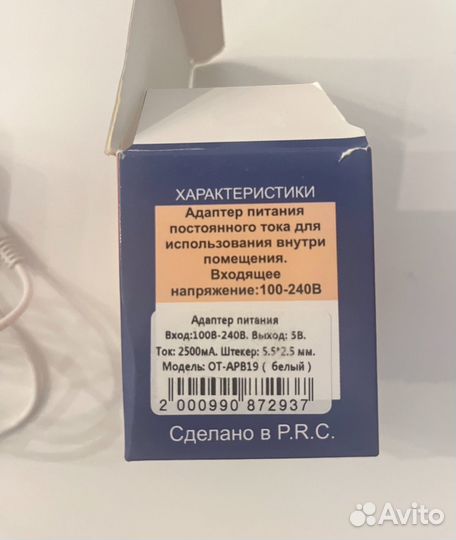 ХАРАКТЕРИСТИКИ
Адаптер питания
постоянного тока для
использования внутри
помещения.
Входящее
напряжение:100-240В
Адаптер питания
Вход:100В-240В. Выход: 5В.
Ток: 2500мА. Штекер: 5.5*2.5 мм.
Модель: OT-APB19 ( белый )
2 000990 872937
Сделано в P.R.C.
Avito